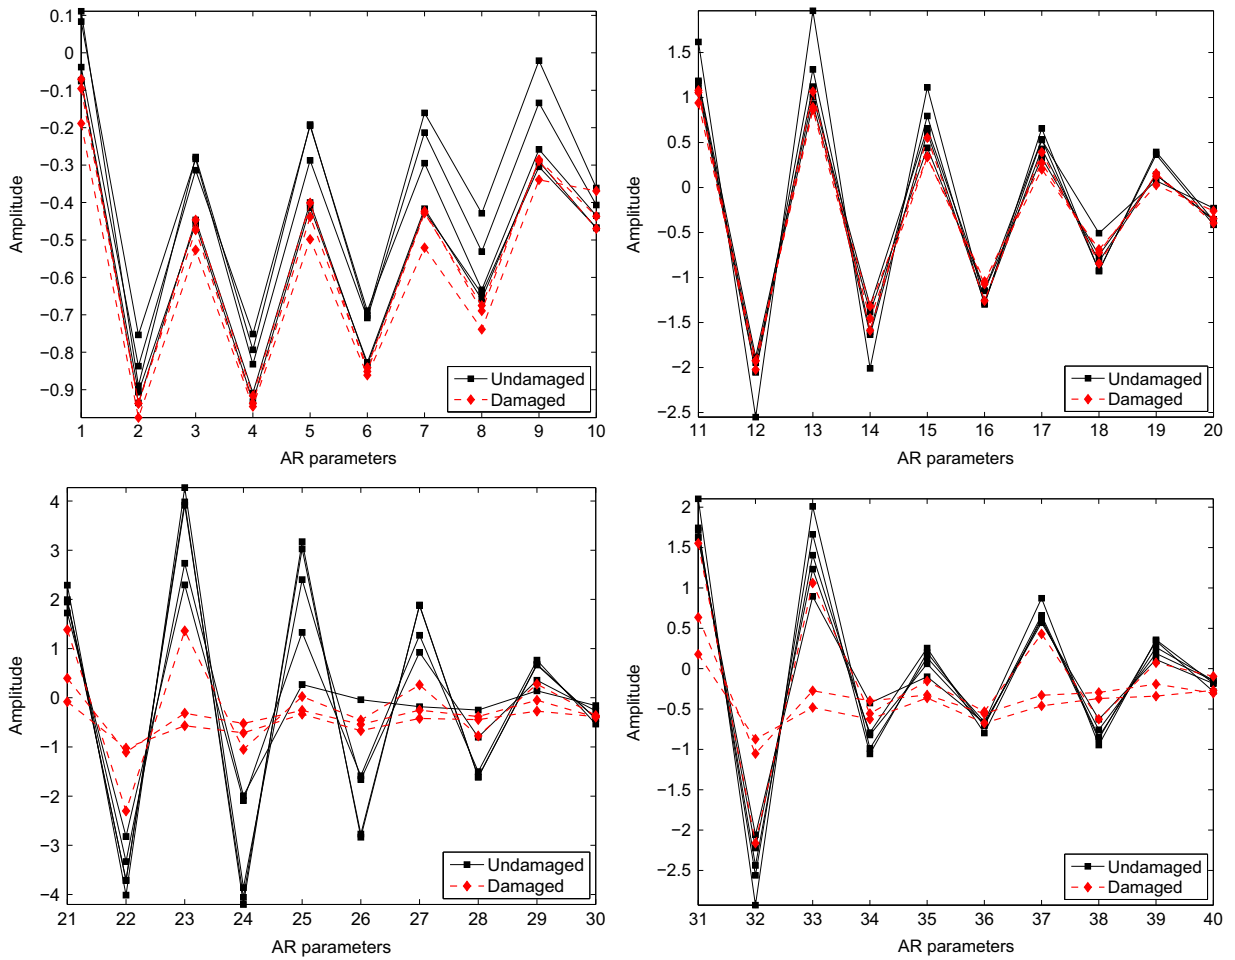 0.1
0
−0.1
−0.2
−0.3
−0.4
−0.5
−0.6
−0.7
−0.8
−0.9
Amplitude
Undamaged
Damaged
1 2 3 4 5 6 7 8 9 10
AR parameters
1.5
1
0.5
0
−0.5
−1
−1.5
−2
−2.5
Amplitude
Undamaged
Damaged
11 12 13 14 15 16 17 18 19 20
AR parameters
4
3
2
1
0
−1
−2
−3
−4
Amplitude
Undamaged
Damaged
21 22 23 24 25 26 27 28 29 30
AR parameters
2
1.5
1
0.5
0
−0.5
−1
−1.5
−2
−2.5
Amplitude
Undamaged
Damaged
31 32 33 34 35 36 37 38 39 40
AR parameters